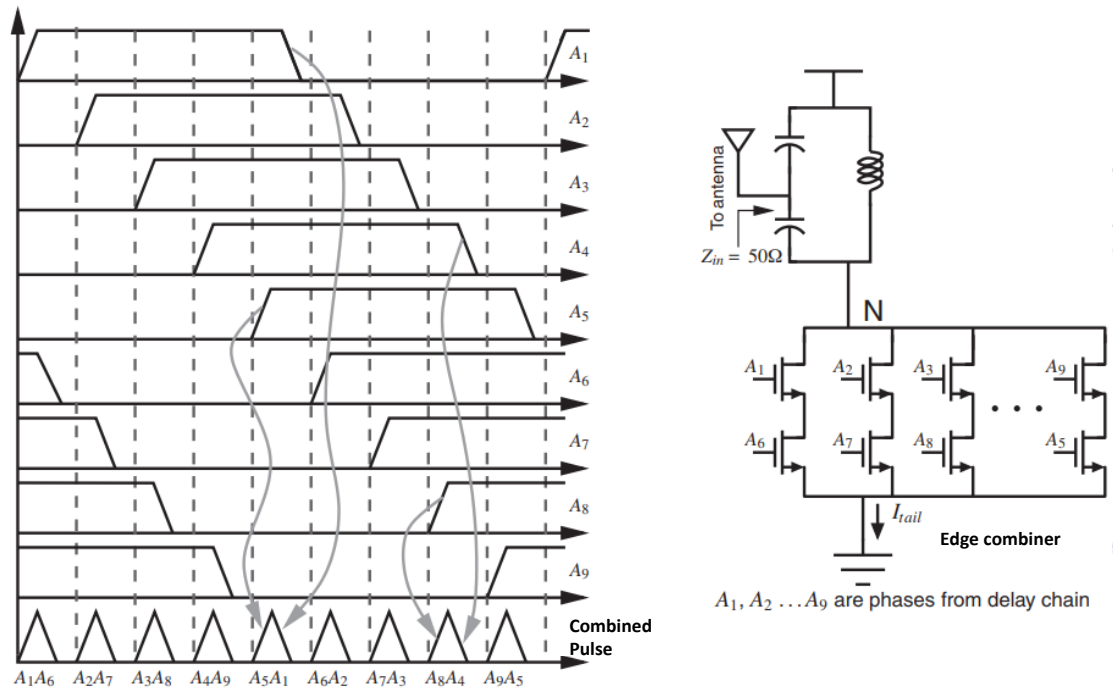 A1
A2
A3
A4
A5
A6
A7
A8
A9
Combined
Pulse
A1A6 A2A7 A3A8 A4A9 A5A1 A6A2 A7A3 A8A4 A9A5
To antenna
Zin = 50Ω
N
A1 A2 A3 A9
• • •
A6 A7 A8 A5
Itail
Edge combiner
A1, A2 ...A9 are phases from delay chain